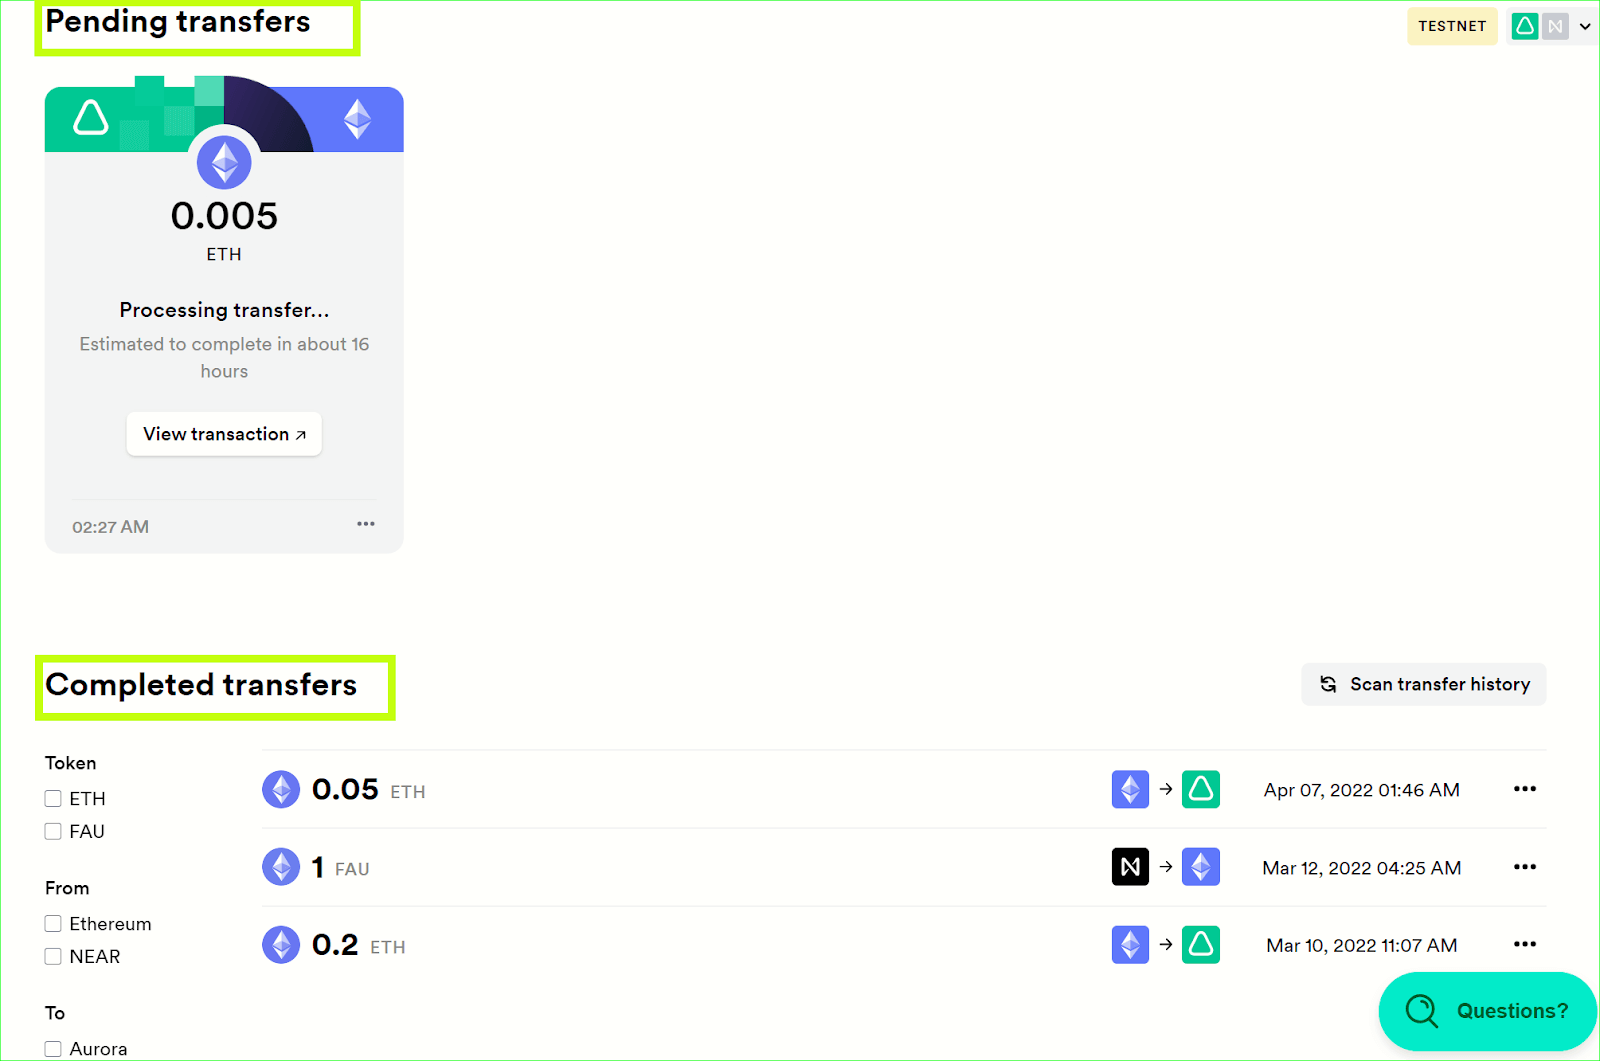 Pending transfers
TESTNET
0.005
ETH
Processing transfer...
Estimated to complete in about 16
hours
View transaction ↗
02:27 AM
Completed transfers
Scan transfer history
Token
ETH
FAU
From
Ethereum
NEAR
To
Aurora
0.05 ETH
Apr 07, 2022 01:46 AM
1 FAU
Mar 12, 2022 04:25 AM
0.2 ETH
Mar 10, 2022 11:07 AM
Questions?